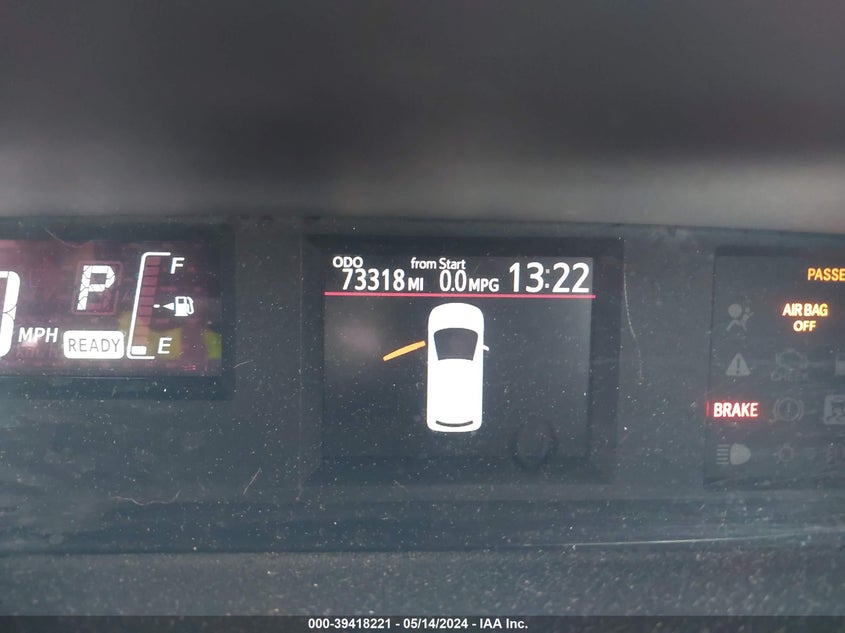 P
F
MPH
READY
E
ODO from Start
73318 MI 0.0 MPG 13:22
AIR BAG
OFF
BRAKE
000-39418221 - 05/14/2024 - IAA Inc.